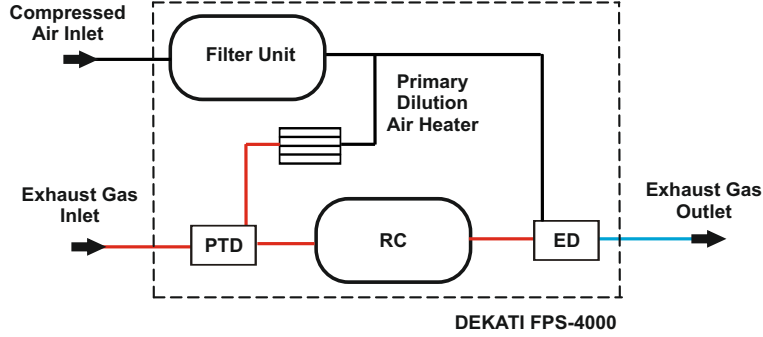 Compressed
Air Inlet
Filter Unit
Primary
Dilution
Air Heater
Exhaust Gas
Inlet
PTD
RC
ED
Exhaust Gas
Outlet
DEKATI FPS-4000